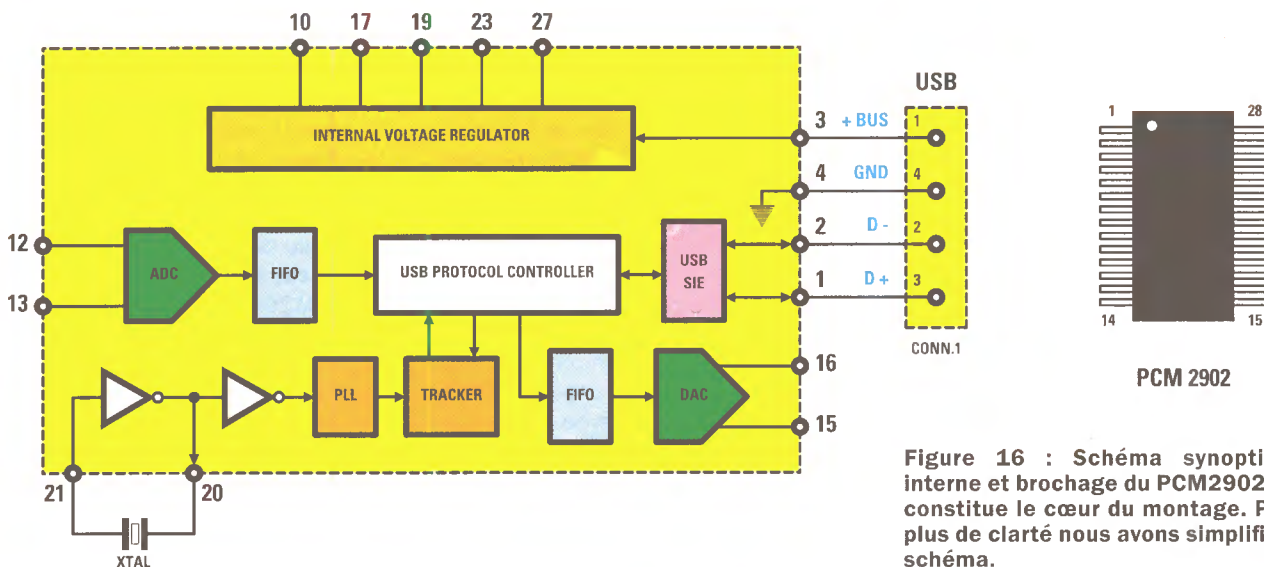 10 17 19 23 27
USB
INTERNAL VOLTAGE REGULATOR
3 + BUS 1
4 GND 4
2 D - 2
1 D + 3
CONN.1
12
13
ADC
FIFO
USB PROTOCOL CONTROLLER
USB
SIE
PLL
TRACKER
FIFO
DAC
16
15
21
20
XTAL
1
28
14
15
PCM 2902
Figure 16 : Schéma synopti
interne et brochage du PCM2902
constitue le cœur du montage. P
plus de clarté nous avons simplifi
schéma.